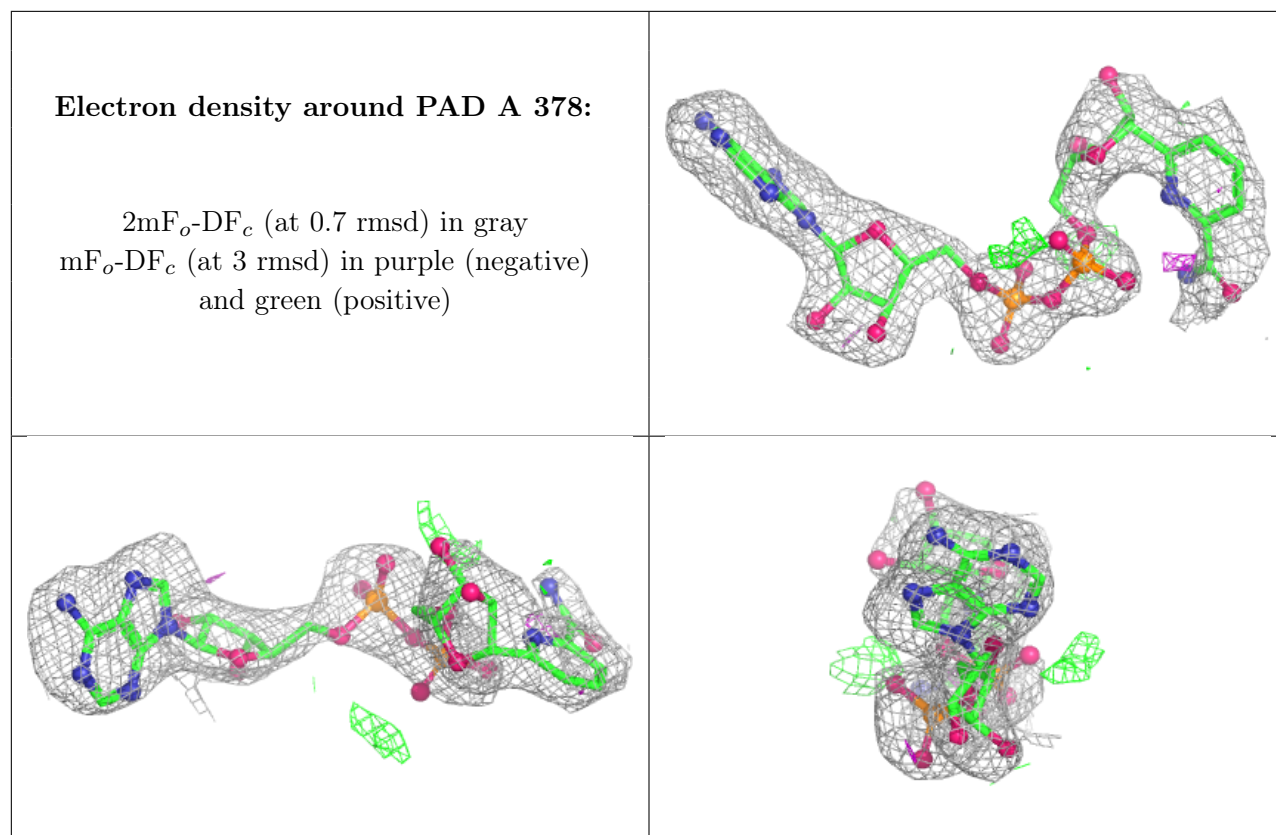 Electron density around PAD A 378:
2mFₒ-DF𝑐 (at 0.7 rmsd) in gray
mFₒ-DF𝑐 (at 3 rmsd) in purple (negative)
and green (positive)